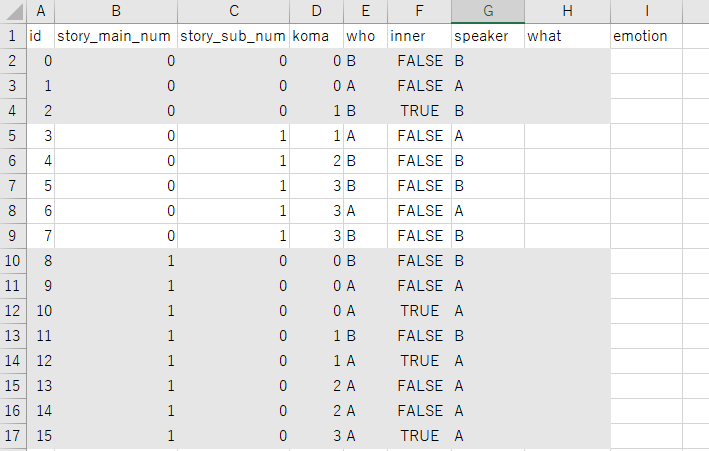 A B C D E F G H I
1 id story_main_num story_sub_num koma who inner speaker what emotion
2 0 0 0 0 B FALSE B
3 1 0 0 0 A FALSE A
4 2 0 0 1 B TRUE B
5 3 0 1 1 A FALSE A
6 4 0 1 2 B FALSE B
7 5 0 1 3 B FALSE B
8 6 0 1 3 A FALSE A
9 7 0 1 3 B FALSE B
10 8 1 0 0 B FALSE B
11 9 1 0 0 A FALSE A
12 10 1 0 0 A TRUE A
13 11 1 0 1 B FALSE B
14 12 1 0 1 A TRUE A
15 13 1 0 2 A FALSE A
16 14 1 0 2 A FALSE A
17 15 1 0 3 A TRUE A